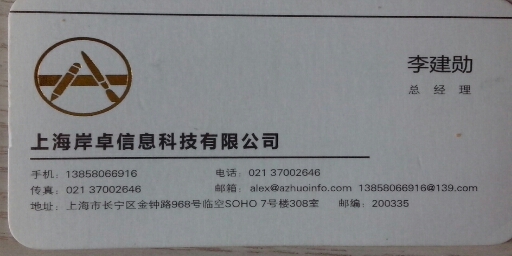 李建勋
总 经 理
上海岸卓信息科技有限公司
手机: 13858066916 电话: 021 37002646
传真: 021 37002646 邮箱: alex@azhuoinfo.com 13858066916@139.com
地址: 上海市长宁区金钟路968号临空SOHO 7号楼308室 邮编: 200335